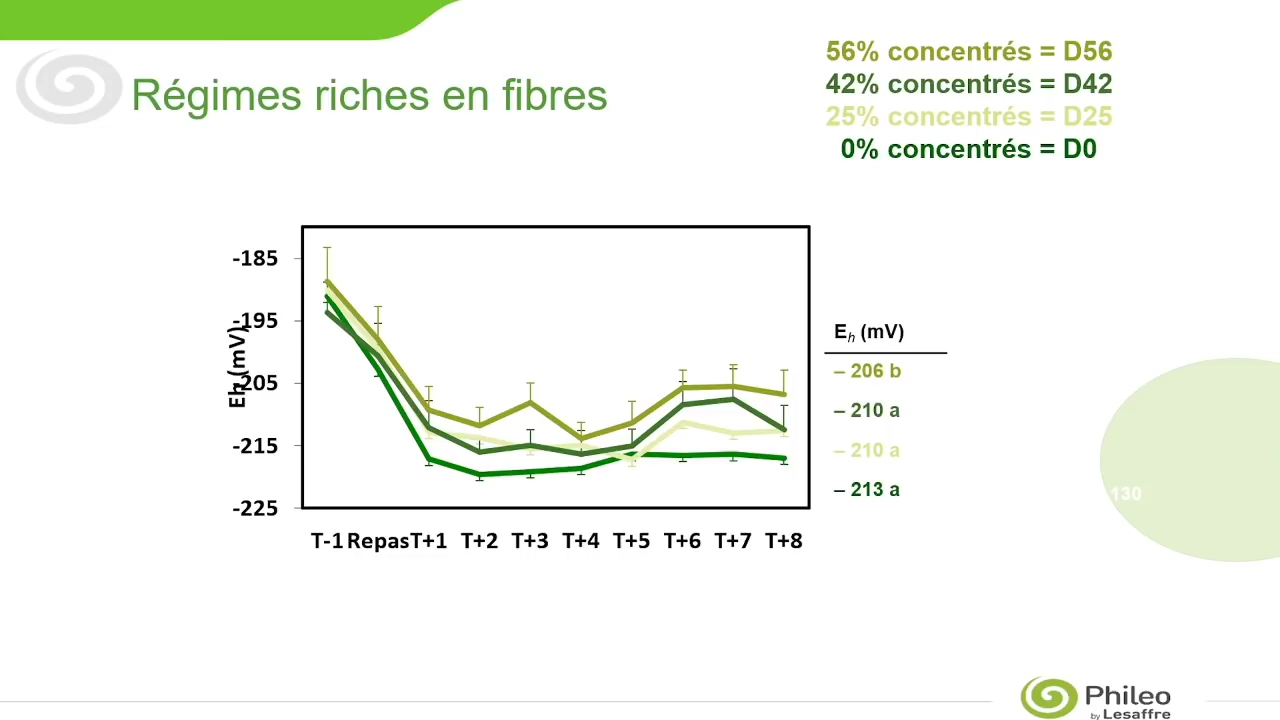 56% concentrés = D56
42% concentrés = D42
25% concentrés = D25
0% concentrés = D0
Régimes riches en fibres
Eh (mV)
-185
-195
-205
-215
-225
T-1 Repas T+1 T+2 T+3 T+4 T+5 T+6 T+7 T+8
Eh (mV)
– 206 b
– 210 a
– 210 a
– 213 a
130
Phileo
by Lesaffre